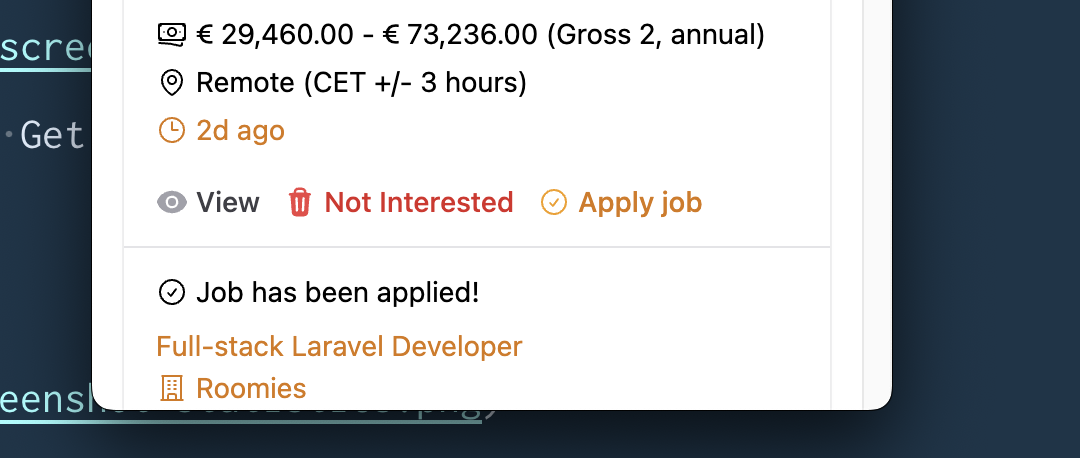 € 29,460.00 - € 73,236.00 (Gross 2, annual)
scree
Remote (CET +/- 3 hours)
2d ago
Get
View Not Interested Apply job
Job has been applied!
Full-stack Laravel Developer
Roomies